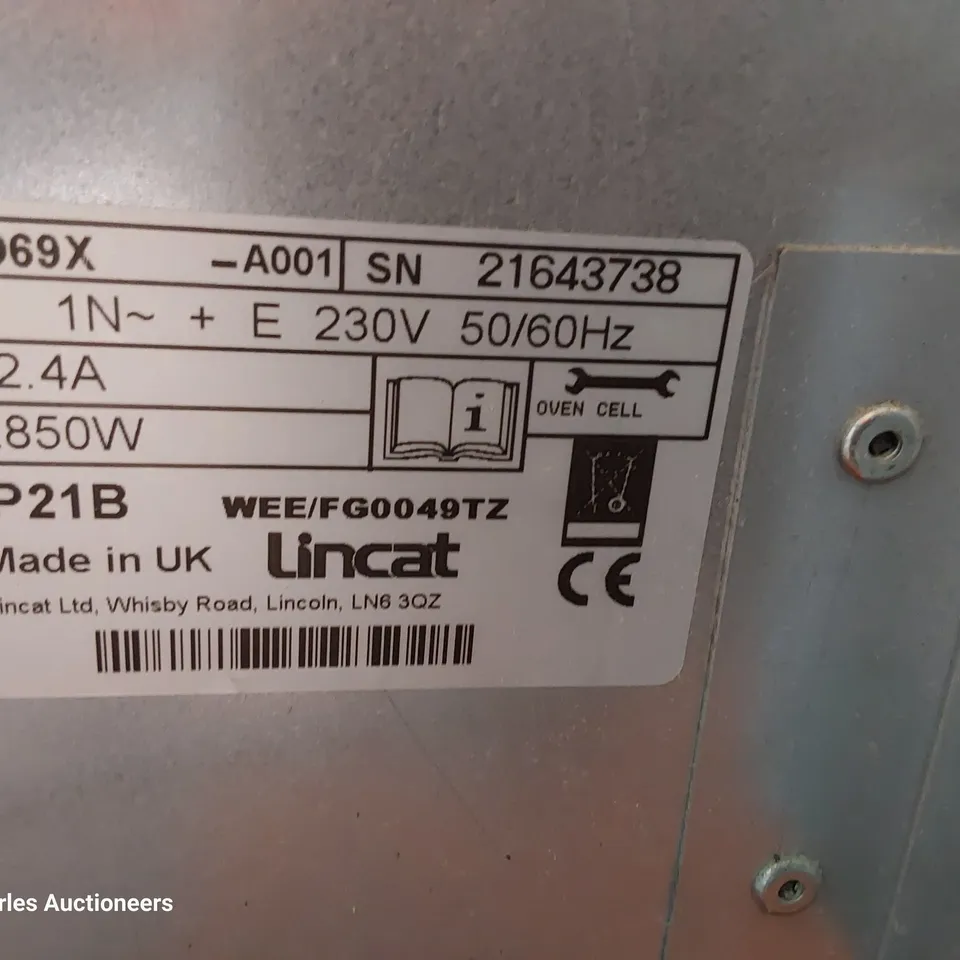 69X –A001 SN 21643738
1N~ + E 230V 50/60Hz
2.4A
850W
OVEN CELL
P21B WEE/FG0049TZ
Made in UK Lincat
incat Ltd, Whisby Road, Lincoln, LN6 3QZ
CE
rles Auctioneers